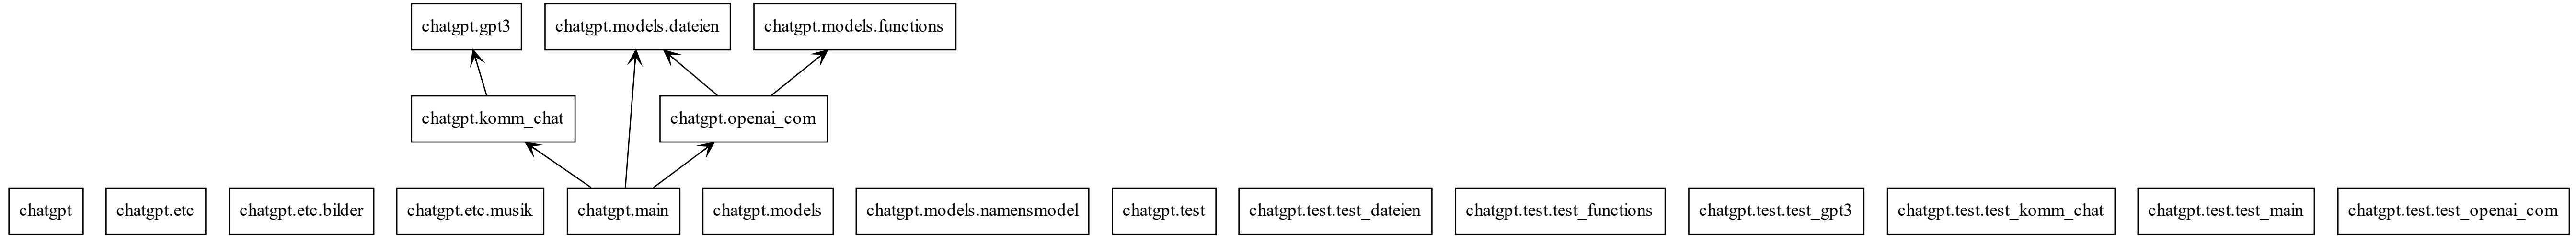 chatgpt.gpt3
chatgpt.models.dateien
chatgpt.models.functions
chatgpt.komm_chat
chatgpt.openai_com
chatgpt
chatgpt.etc
chatgpt.etc.bilder
chatgpt.etc.musik
chatgpt.main
chatgpt.models
chatgpt.models.namensmodel
chatgpt.test
chatgpt.test.test_dateien
chatgpt.test.test_functions
chatgpt.test.test_gpt3
chatgpt.test.test_komm_chat
chatgpt.test.test_main
chatgpt.test.test_openai_com